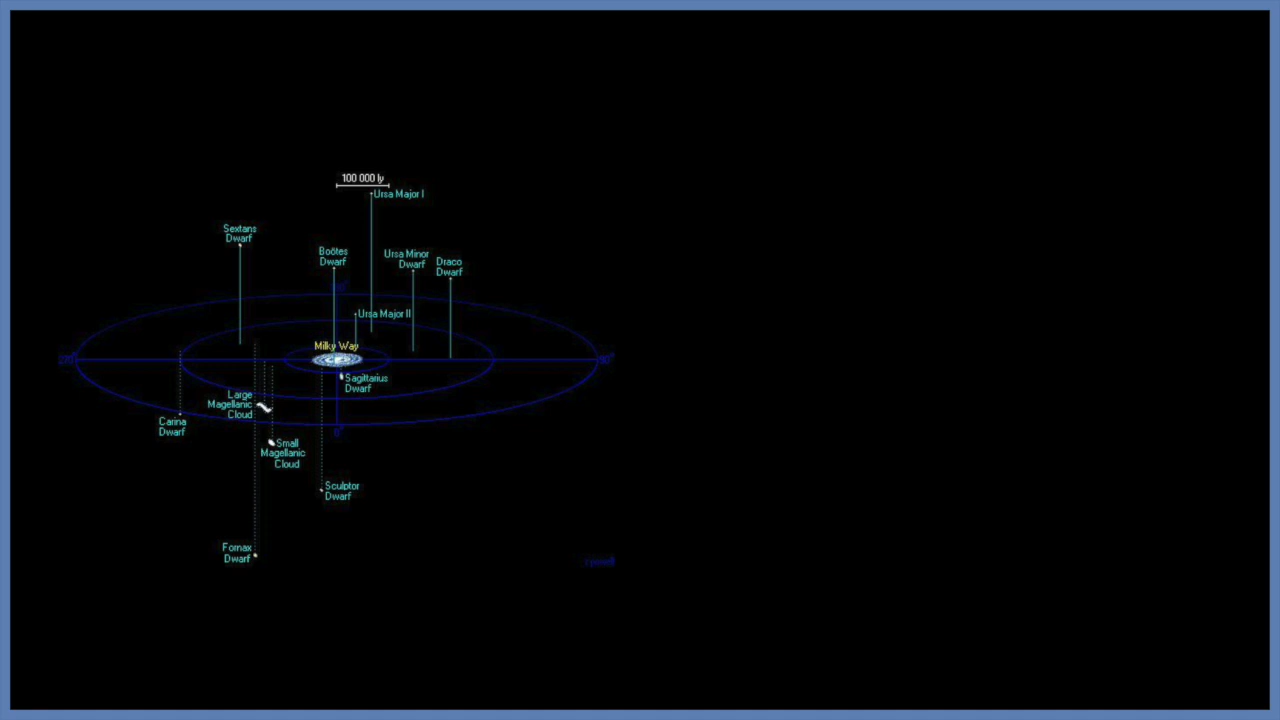 100 000 ly
Ursa Major I
Sextans
Dwarf
Boötes
Dwarf
Ursa Minor
Dwarf
Draco
Dwarf
Ursa Major II
Milky Way
Sagittarius
Dwarf
Large
Magellanic
Cloud
Carina
Dwarf
0°
Small
Magellanic
Cloud
Sculptor
Dwarf
Fornax
Dwarf